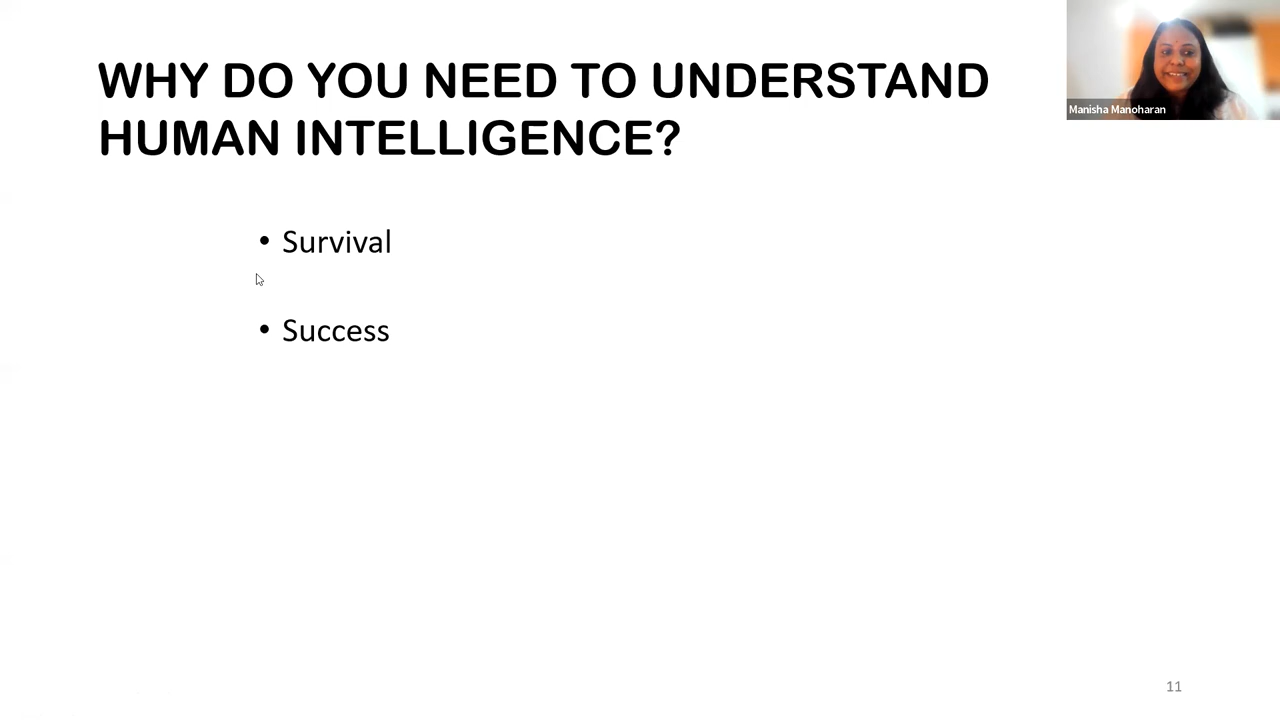 WHY DO YOU NEED TO UNDERSTAND
HUMAN INTELLIGENCE?
Manisha Manoharan
• Survival
• Success
11